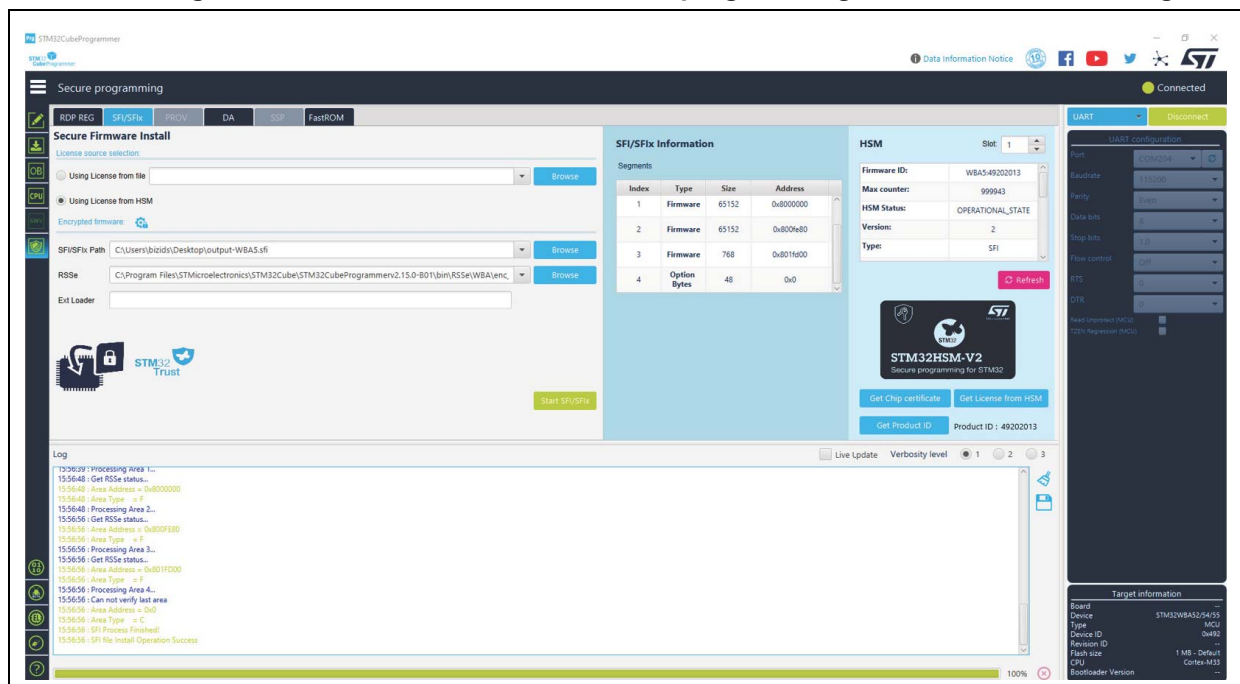 Prg STM32CubeProgrammer
STM32
CubeProgrammer
Data Information Notice
Secure programming
Connected
RDP REG SFI/SFIx PROV DA SSP FastROM
UART Disconnect
Secure Firmware Install
License source selection:
Using License from file Browse
Using License from HSM
Encrypted firmware:
SFI/SFIx Path C:\Users\bizids\Desktop\output-WBA5.sfi Browse
RSSe C:\Program Files\STMicroelectronics\STM32Cube\STM32CubeProgrammerv2.15.0-B01\bin\RSSe\WBA\enc_ Browse
Ext Loader
STM32
Trust
Start SFI/SFIx
SFI/SFIx Information
Segments
Index Type Size Address
1 Firmware 65152 0x8000000
2 Firmware 65152 0x800fe80
3 Firmware 768 0x801fd00
4 Option Bytes 48 0x0
HSM Slot: 1
Firmware ID: WBA5:49202013
Max counter: 999943
HSM Status: OPERATIONAL_STATE
Version: 2
Type: SFI
Refresh
STM32
STM32HSM-V2
Secure programming for STM32
Get Chip certificate Get License from HSM
Get Product ID Product ID : 49202013
UART configuration
Port COM204
Baudrate 115200
Parity Even
Data bits 8
Stop bits 1.0
Flow control Off
RTS 0
DTR 0
Read Unprotect (MCU)
TZEN Regression (MCU)
OB
CPU
Log Live Update Verbosity level 1 2 3
15:56:39 : Processing Area 1...
15:56:48 : Get RSSe status...
15:56:48 : Area Address = 0x8000000
15:56:48 : Area Type = F
15:56:48 : Processing Area 2...
15:56:56 : Get RSSe status...
15:56:56 : Area Address = 0x800FE80
15:56:56 : Area Type = F
15:56:56 : Processing Area 3...
15:56:56 : Get RSSe status...
15:56:56 : Area Address = 0x801FD00
15:56:56 : Area Type = F
15:56:56 : Processing Area 4...
15:56:56 : Can not verify last area
15:56:56 : Area Address = 0x0
15:56:56 : Area Type = C
15:56:56 : SFI Process Finished!
15:56:56 : SFI file Install Operation Success
100%
Target information
Board --
Device STM32WBA52/54/55
Type MCU
Device ID 0x492
Revision ID --
Flash size 1 MB - Default
CPU Cortex-M33
Bootloader Version --